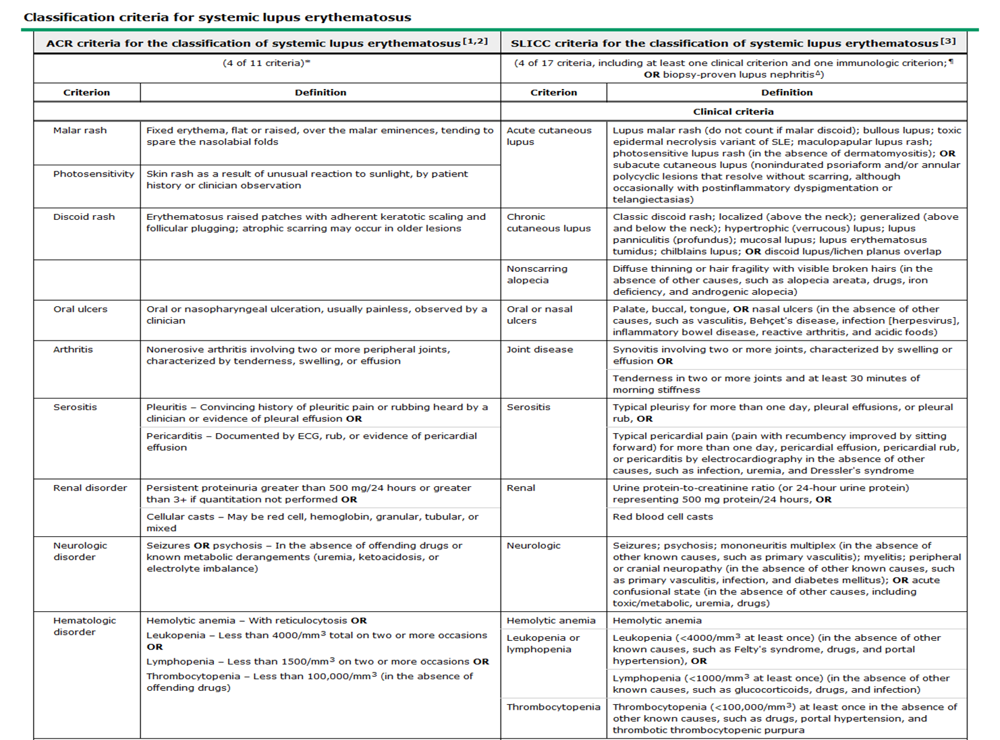 Classification criteria for systemic lupus erythematosus
ACR criteria for the classification of systemic lupus erythematosus[1,2]
SLICC criteria for the classification of systemic lupus erythematosus[3]
(4 of 11 criteria)*
(4 of 17 criteria, including at least one clinical criterion and one immunologic criterion;¶
OR biopsy-proven lupus nephritisΔ)
Criterion
Definition
Criterion
Definition
Clinical criteria
Malar rash
Fixed erythema, flat or raised, over the malar eminences, tending to
spare the nasolabial folds
Acute cutaneous
lupus
Lupus malar rash (do not count if malar discoid); bullous lupus; toxic
epidermal necrolysis variant of SLE; maculopapular lupus rash;
photosensitive lupus rash (in the absence of dermatomyositis); OR
subacute cutaneous lupus (nonindurated psoriaform and/or annular
polycyclic lesions that resolve without scarring, although
occasionally with postinflammatory dyspigmentation or
telangiectasias)
Photosensitivity
Skin rash as a result of unusual reaction to sunlight, by patient
history or clinician observation
Discoid rash
Erythematosus raised patches with adherent keratotic scaling and
follicular plugging; atrophic scarring may occur in older lesions
Chronic
cutaneous lupus
Classic discoid rash; localized (above the neck); generalized (above
and below the neck); hypertrophic (verrucous) lupus; lupus
panniculitis (profundus); mucosal lupus; lupus erythematosus
tumidus; chilblains lupus; OR discoid lupus/lichen planus overlap
Nonscarring
alopecia
Diffuse thinning or hair fragility with visible broken hairs (in the
absence of other causes, such as alopecia areata, drugs, iron
deficiency, and androgenic alopecia)
Oral ulcers
Oral or nasopharyngeal ulceration, usually painless, observed by a
clinician
Oral or nasal
ulcers
Palate, buccal, tongue, OR nasal ulcers (in the absence of other
causes, such as vasculitis, Behçet's disease, infection [herpesvirus],
inflammatory bowel disease, reactive arthritis, and acidic foods)
Arthritis
Nonerosive arthritis involving two or more peripheral joints,
characterized by tenderness, swelling, or effusion
Joint disease
Synovitis involving two or more joints, characterized by swelling or
effusion OR
Tenderness in two or more joints and at least 30 minutes of
morning stiffness
Serositis
Pleuritis – Convincing history of pleuritic pain or rubbing heard by a
clinician or evidence of pleural effusion OR
Pericarditis – Documented by ECG, rub, or evidence of pericardial
effusion
Serositis
Typical pleurisy for more than one day, pleural effusions, or pleural
rub, OR
Typical pericardial pain (pain with recumbency improved by sitting
forward) for more than one day, pericardial effusion, pericardial rub,
or pericarditis by electrocardiography in the absence of other
causes, such as infection, uremia, and Dressler's syndrome
Renal disorder
Persistent proteinuria greater than 500 mg/24 hours or greater
than 3+ if quantitation not performed OR
Cellular casts – May be red cell, hemoglobin, granular, tubular, or
mixed
Renal
Urine protein-to-creatinine ratio (or 24-hour urine protein)
representing 500 mg protein/24 hours, OR
Red blood cell casts
Neurologic
disorder
Seizures OR psychosis – In the absence of offending drugs or
known metabolic derangements (uremia, ketoacidosis, or
electrolyte imbalance)
Neurologic
Seizures; psychosis; mononeuritis multiplex (in the absence of
other known causes, such as primary vasculitis); myelitis; peripheral
or cranial neuropathy (in the absence of other known causes, such
as primary vasculitis, infection, and diabetes mellitus); OR acute
confusional state (in the absence of other causes, including
toxic/metabolic, uremia, drugs)
Hematologic
disorder
Hemolytic anemia – With reticulocytosis OR
Leukopenia – Less than 4000/mm³ total on two or more occasions
OR
Lymphopenia – Less than 1500/mm³ on two or more occasions OR
Thrombocytopenia – Less than 100,000/mm³ (in the absence of
offending drugs)
Hemolytic anemia
Hemolytic anemia
Leukopenia or
lymphopenia
Leukopenia (<4000/mm³ at least once) (in the absence of other
known causes, such as Felty's syndrome, drugs, and portal
hypertension), OR
Lymphopenia (<1000/mm³ at least once) (in the absence of other
known causes, such as glucocorticoids, drugs, and infection)
Thrombocytopenia
Thrombocytopenia (<100,000/mm³) at least once in the absence of
other known causes, such as drugs, portal hypertension, and
thrombotic thrombocytopenic purpura